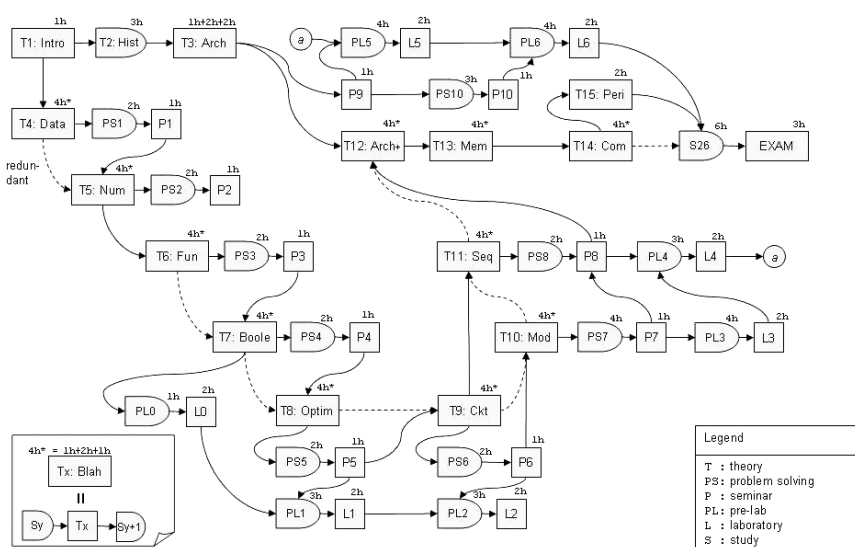 1h
3h
1h+2h+2h
4h
2h
4h
2h
T1: Intro
T2: Hist
T3: Arch
a
PL5
L5
PL6
L6
1h
3h
1h
2h
P9
PS10
P10
T15: Peri
4h*
2h
1h
T4: Data
PS1
P1
4h*
4h*
4h*
6h
3h
T12: Arch+
T13: Mem
T14: Com
S26
EXAM
redun-
dant
4h*
2h
1h
T5: Num
PS2
P2
4h*
2h
1h
T6: Fun
PS3
P3
4h*
2h
1h
3h
2h
T11: Seq
PS8
P8
PL4
L4
a
4h*
2h
1h
T7: Boole
PS4
P4
4h*
4h
1h
4h
2h
T10: Mod
PS7
P7
PL3
L3
1h
2h
PL0
L0
4h*
4h*
T8: Optim
T9: Ckt
2h
1h
2h
1h
PS5
P5
PS6
P6
3h
2h
3h
2h
PL1
L1
PL2
L2
4h* = 1h+2h+1h
Tx: Blah
=
Sy
Tx
Sy+1
Legend
T : theory
PS: problem solving
P : seminar
PL: pre-lab
L : laboratory
S : study